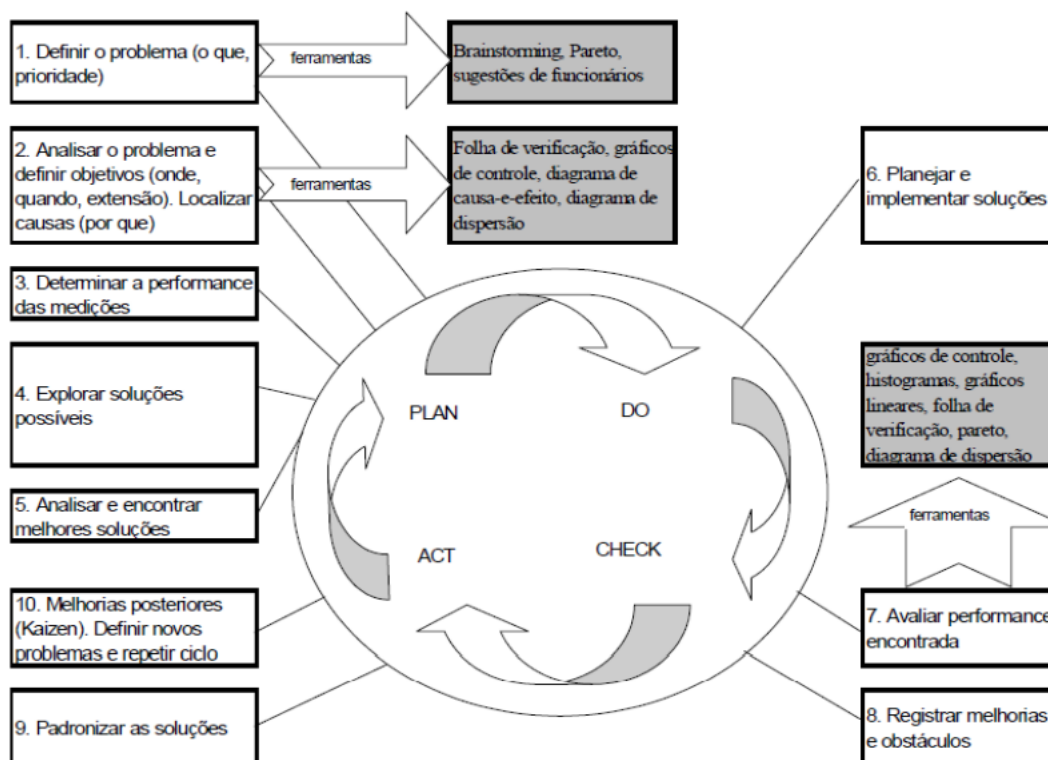 1. Definir o problema (o que,
prioridade)
ferramentas
Brainstorming, Pareto,
sugestões de funcionários
2. Analisar o problema e
definir objetivos (onde,
quando, extensão). Localizar
causas (por que)
ferramentas
Folha de verificação, gráficos
de controle, diagrama de
causa-e-efeito, diagrama de
dispersão
6. Planejar e
implementar soluções
3. Determinar a performance
das medições
4. Explorar soluções
possíveis
5. Analisar e encontrar
melhores soluções
PLAN
DO
ACT
CHECK
gráficos de controle,
histogramas, gráficos
lineares, folha de
verificação, pareto,
diagrama de dispersão
ferramentas
10. Melhorias posteriores
(Kaizen). Definir novos
problemas e repetir ciclo
7. Avaliar performance
encontrada
9. Padronizar as soluções
8. Registrar melhorias
e obstáculos